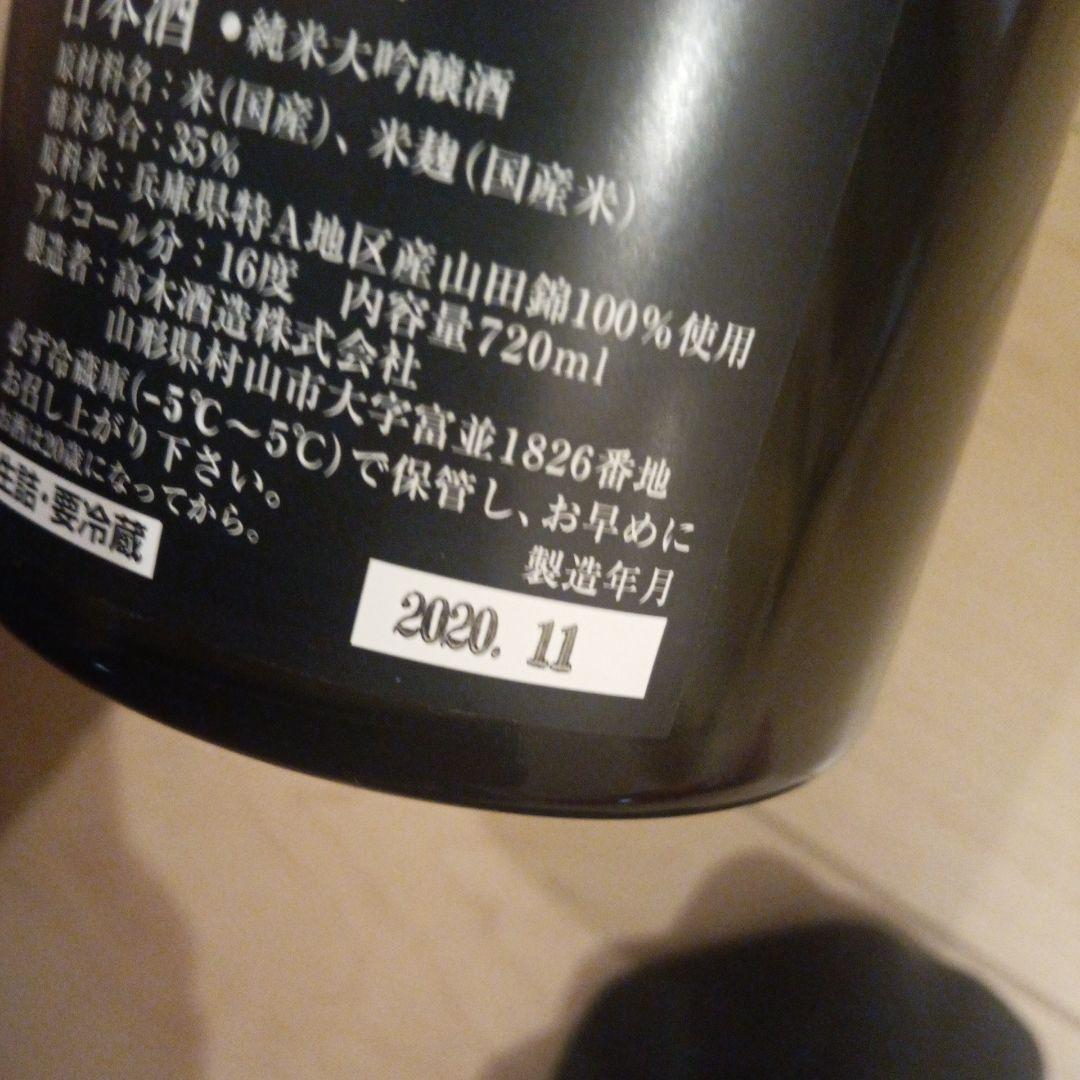 日本酒 ・純米大吟醸酒
原材料名：米(国産)、米麹(国産米)
精米歩合：35%
原料米：兵庫県特A地区産山田錦100%使用
アルコール分：16度 内容量720ml
製造者：高木酒造株式会社
山形県村山市大字富並1826番地
必ず冷蔵庫(-5℃～5℃)で保管し、お早めに
お召し上がり下さい。
製造年月
お酒は20歳になってから。
生詰・要冷蔵
2020. 11